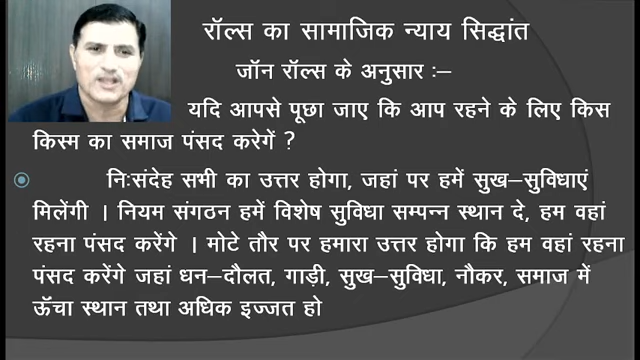 रॉल्स का सामाजिक न्याय सिद्धांत
जॉन रॉल्स के अनुसार :–
यदि आपसे पूछा जाए कि आप रहने के लिए किस
किस्म का समाज पंसद करेगें ?
निःसंदेह सभी का उत्तर होगा, जहां पर हमें सुख–सुविधाएं
मिलेंगी । नियम संगठन हमें विशेष सुविधा सम्पन्न स्थान दे, हम वहां
रहना पंसद करेंगे । मोटे तौर पर हमारा उत्तर होगा कि हम वहां रहना
पंसद करेंगे जहां धन–दौलत, गाड़ी, सुख–सुविधा, नौकर, समाज में
ऊँचा स्थान तथा अधिक इज्जत हो